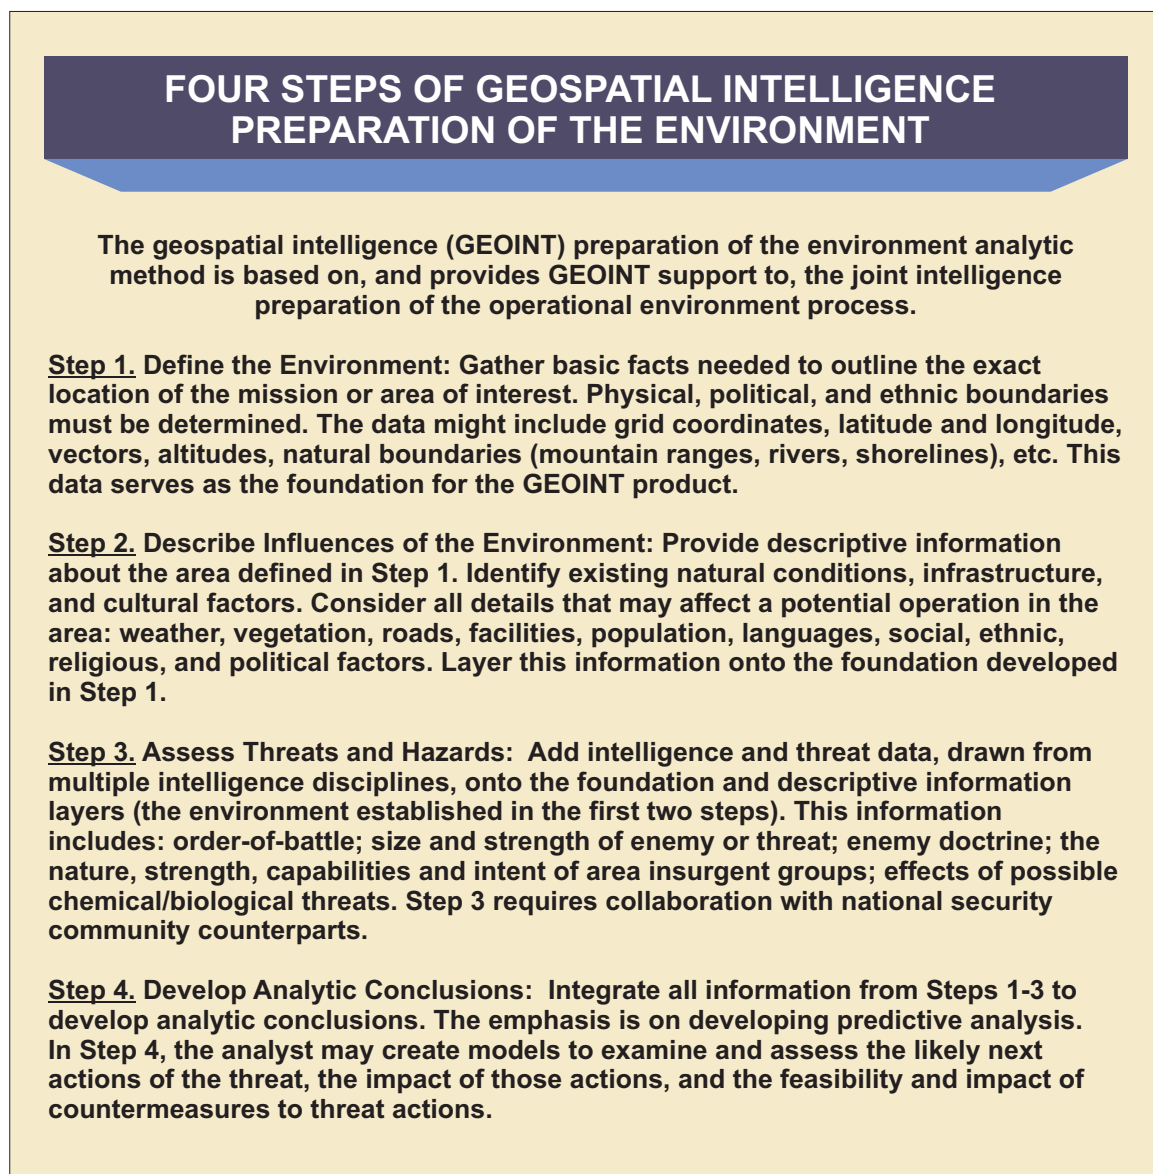 FOUR STEPS OF GEOSPATIAL INTELLIGENCE
PREPARATION OF THE ENVIRONMENT
The geospatial intelligence (GEOINT) preparation of the environment analytic
method is based on, and provides GEOINT support to, the joint intelligence
preparation of the operational environment process.
Step 1. Define the Environment: Gather basic facts needed to outline the exact
location of the mission or area of interest. Physical, political, and ethnic boundaries
must be determined. The data might include grid coordinates, latitude and longitude,
vectors, altitudes, natural boundaries (mountain ranges, rivers, shorelines), etc. This
data serves as the foundation for the GEOINT product.
Step 2. Describe Influences of the Environment: Provide descriptive information
about the area defined in Step 1. Identify existing natural conditions, infrastructure,
and cultural factors. Consider all details that may affect a potential operation in the
area: weather, vegetation, roads, facilities, population, languages, social, ethnic,
religious, and political factors. Layer this information onto the foundation developed
in Step 1.
Step 3. Assess Threats and Hazards:  Add intelligence and threat data, drawn from
multiple intelligence disciplines, onto the foundation and descriptive information
layers (the environment established in the first two steps). This information
includes: order-of-battle; size and strength of enemy or threat; enemy doctrine; the
nature, strength, capabilities and intent of area insurgent groups; effects of possible
chemical/biological threats. Step 3 requires collaboration with national security
community counterparts.
Step 4. Develop Analytic Conclusions:  Integrate all information from Steps 1-3 to
develop analytic conclusions. The emphasis is on developing predictive analysis.
In Step 4, the analyst may create models to examine and assess the likely next
actions of the threat, the impact of those actions, and the feasibility and impact of
countermeasures to threat actions.